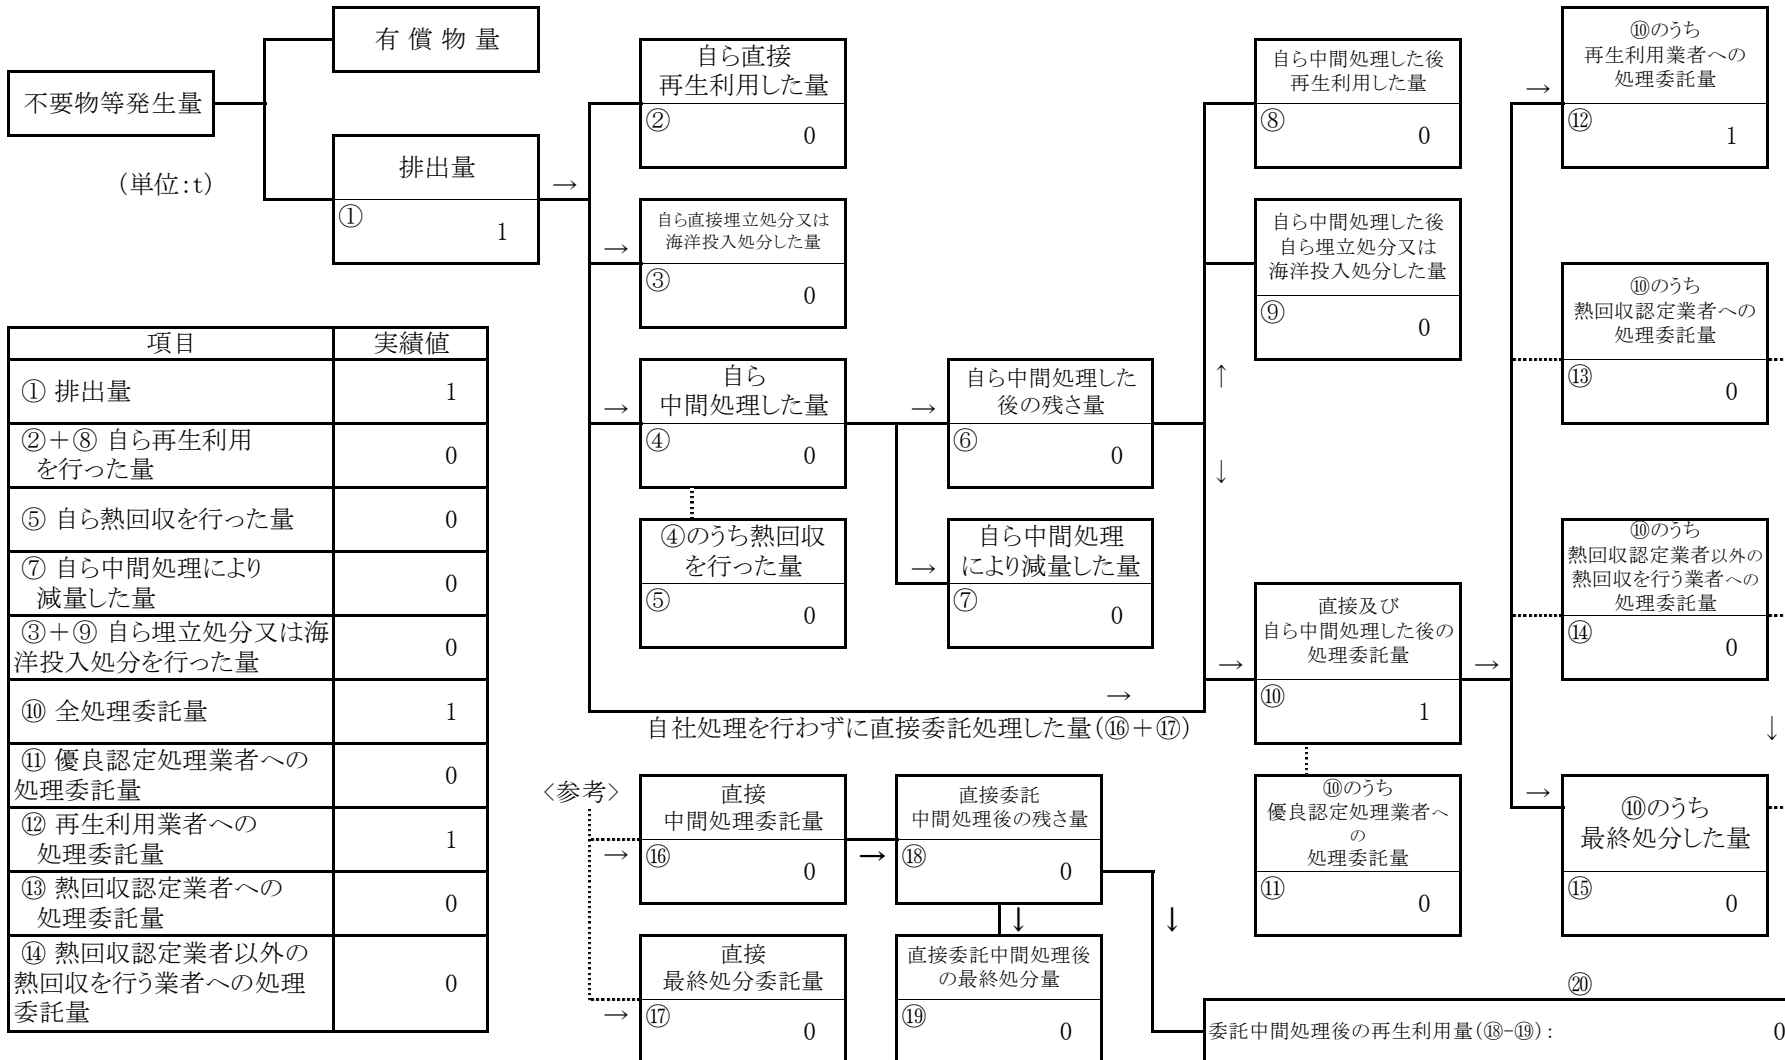 有 償 物 量
不要物等発生量
(単位:t)
排出量
①
1
→
自ら直接
再生利用した量
②
0
→
自ら直接埋立処分又は
海洋投入処分した量
③
0
→
自ら
中間処理した量
④
0
④のうち熱回収
を行った量
⑤
0
→
自ら中間処理した
後の残さ量
⑥
0
→
自ら中間処理
により減量した量
⑦
0
自ら中間処理した後
再生利用した量
⑧
0
自ら中間処理した後
自ら埋立処分又は
海洋投入処分した量
⑨
0
↑
↓
→
直接及び
自ら中間処理した後の
処理委託量
⑩
1
→
⑩のうち
優良認定処理業者へ
の
処理委託量
⑪
0
→
⑩のうち
再生利用業者への
処理委託量
⑫
1
⑩のうち
熱回収認定業者への
処理委託量
⑬
0
⑩のうち
熱回収認定業者以外の
熱回収を行う業者への
処理委託量
⑭
0
↓
→
⑩のうち
最終処分した量
⑮
0
→
自社処理を行わずに直接委託処理した量(⑯+⑰)
<参考>
→
直接
中間処理委託量
⑯
0
→
直接委託
中間処理後の残さ量
⑱
0
↓
↓
→
直接
最終処分委託量
⑰
0
直接委託中間処理後
の最終処分量
⑲
0
⑳
委託中間処理後の再生利用量(⑱-⑲):
0
項目 実績値
① 排出量 1
②+⑧ 自ら再生利用
を行った量 0
⑤ 自ら熱回収を行った量 0
⑦ 自ら中間処理により
減量した量 0
③+⑨ 自ら埋立処分又は海
洋投入処分を行った量 0
⑩ 全処理委託量 1
⑪ 優良認定処理業者への
処理委託量 0
⑫ 再生利用業者への
処理委託量 1
⑬ 熱回収認定業者への
処理委託量 0
⑭ 熱回収認定業者以外の
熱回収を行う業者への処理
委託量 0